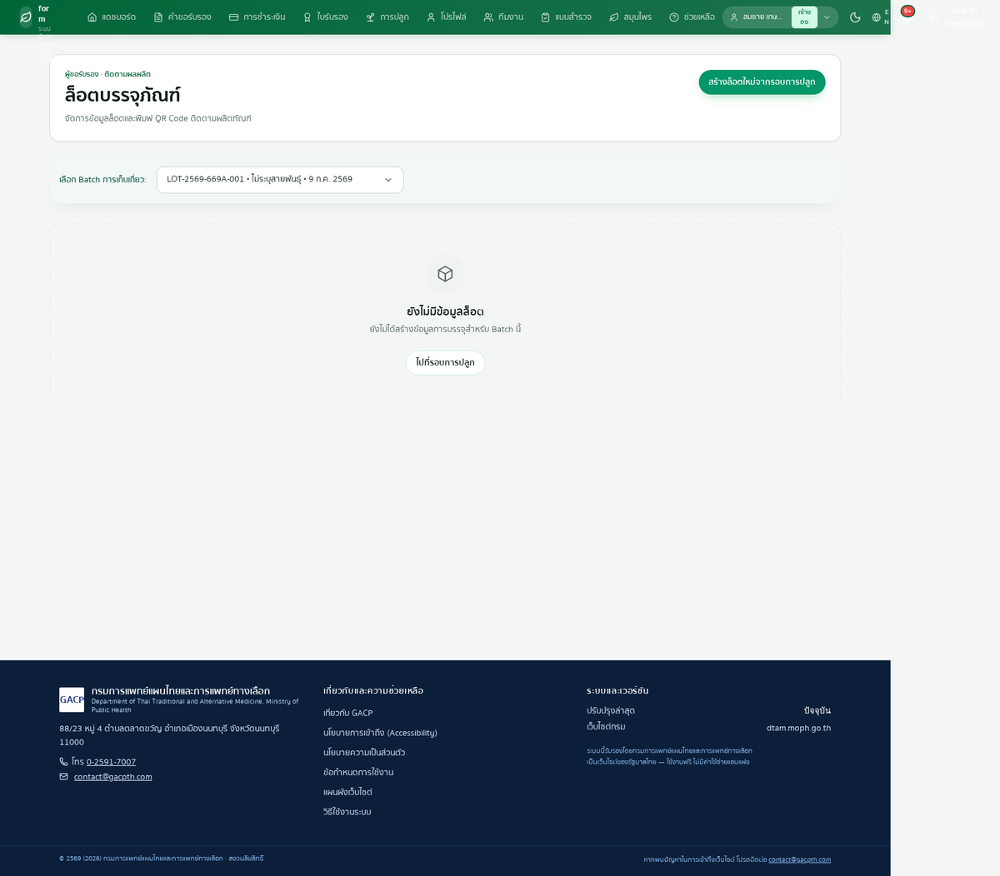 for
m
ระบบ
แดชบอร์ด
คำขอรับรอง
การชำระเงิน
ใบรับรอง
การปลูก
โปรไฟล์
ทีมงาน
แบบสำรวจ
สมุนไพร
ช่วยเหลือ
สมชาย เกษ...
เจ้าข
อง
E
N
9+
ผู้ขอรับรอง · ติดตามผลผลิต
ล็อตบรรจุภัณฑ์
จัดการข้อมูลล็อตและพิมพ์ QR Code ติดตามผลิตภัณฑ์
สร้างล็อตใหม่จากรอบการปลูก
เลือก Batch การเก็บเกี่ยว:
LOT-2569-669A-001 • ไม่ระบุสายพันธุ์ • 9 ก.ค. 2569
ยังไม่มีข้อมูลล็อต
ยังไม่ได้สร้างข้อมูลการบรรจุสำหรับ Batch นี้
ไปที่รอบการปลูก
GACP
กรมการแพทย์แผนไทยและการแพทย์ทางเลือก
Department of Thai Traditional and Alternative Medicine, Ministry of
Public Health
88/23 หมู่ 4 ตำบลตลาดขวัญ อำเภอเมืองนนทบุรี จังหวัดนนทบุรี
11000
โทร 0-2591-7007
contact@gacpth.com
เกี่ยวกับและความช่วยเหลือ
เกี่ยวกับ GACP
นโยบายการเข้าถึง (Accessibility)
นโยบายความเป็นส่วนตัว
ข้อกำหนดการใช้งาน
แผนผังเว็บไซต์
วิธีใช้งานระบบ
ระบบและเวอร์ชัน
ปรับปรุงล่าสุด
ปัจจุบัน
เว็บไซต์กรม
dtam.moph.go.th
ระบบนี้รับรองโดยกรมการแพทย์แผนไทยและการแพทย์ทางเลือก
เป็นเว็บไซต์ของรัฐบาลไทย — ใช้งานฟรี ไม่มีค่าใช้จ่ายแอบแฝง
© 2569 (2026) กรมการแพทย์แผนไทยและการแพทย์ทางเลือก · สงวนลิขสิทธิ์
หากพบปัญหาในการเข้าถึงเว็บไซต์ โปรดติดต่อ contact@gacpth.com